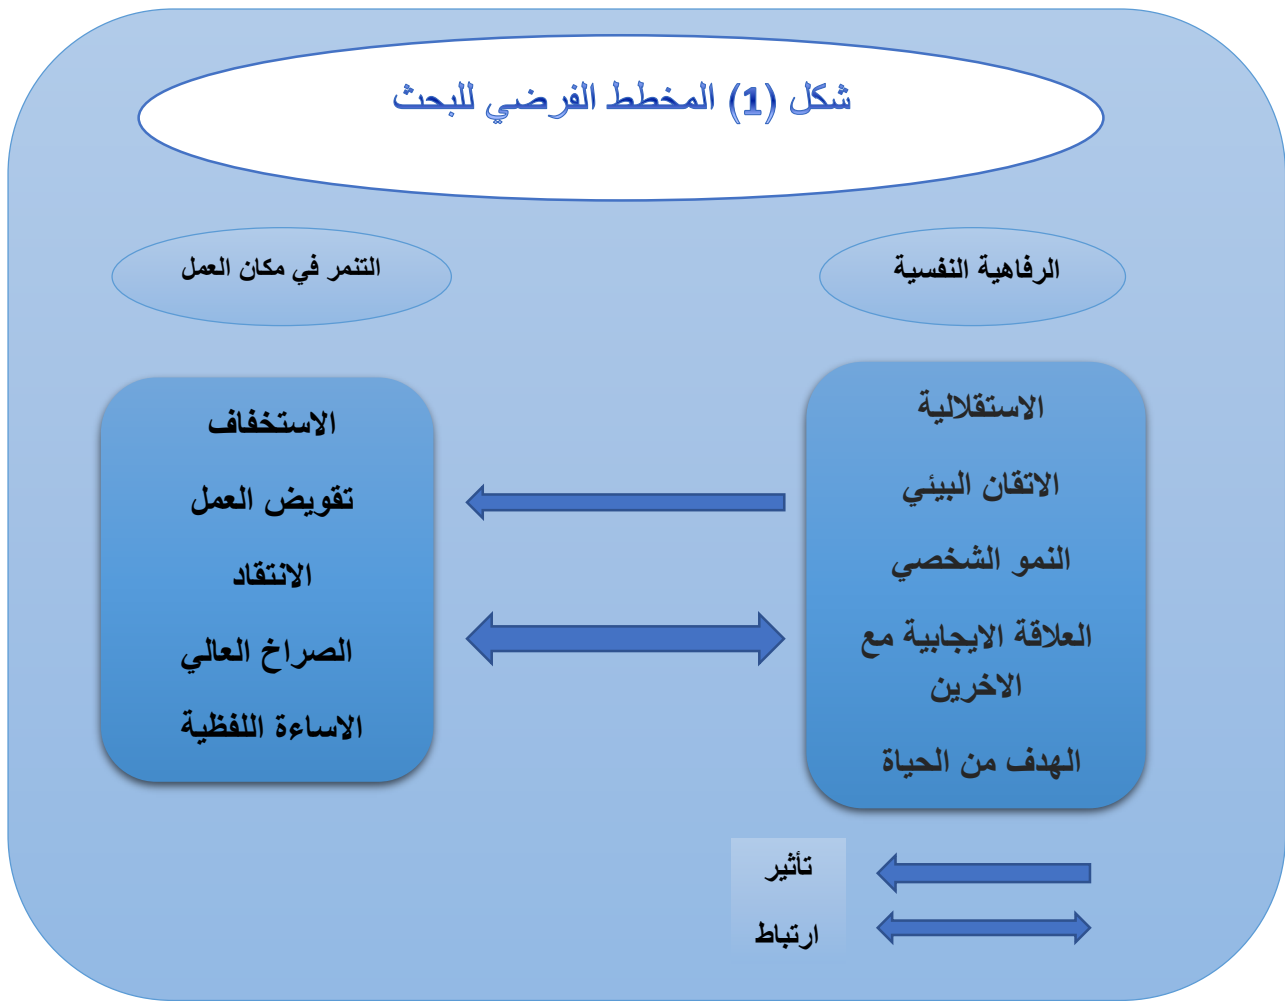 شكل (1) المخطط الفرضي للبحث
الرفاهية النفسية
التنمر في مكان العمل
الاستقلالية
الاتقان البيئي
النمو الشخصي
العلاقة الايجابية مع
الاخرين
الهدف من الحياة
الاستخفاف
تقويض العمل
الانتقاد
الصراخ العالي
الاساءة اللفظية
تأثير
ارتباط